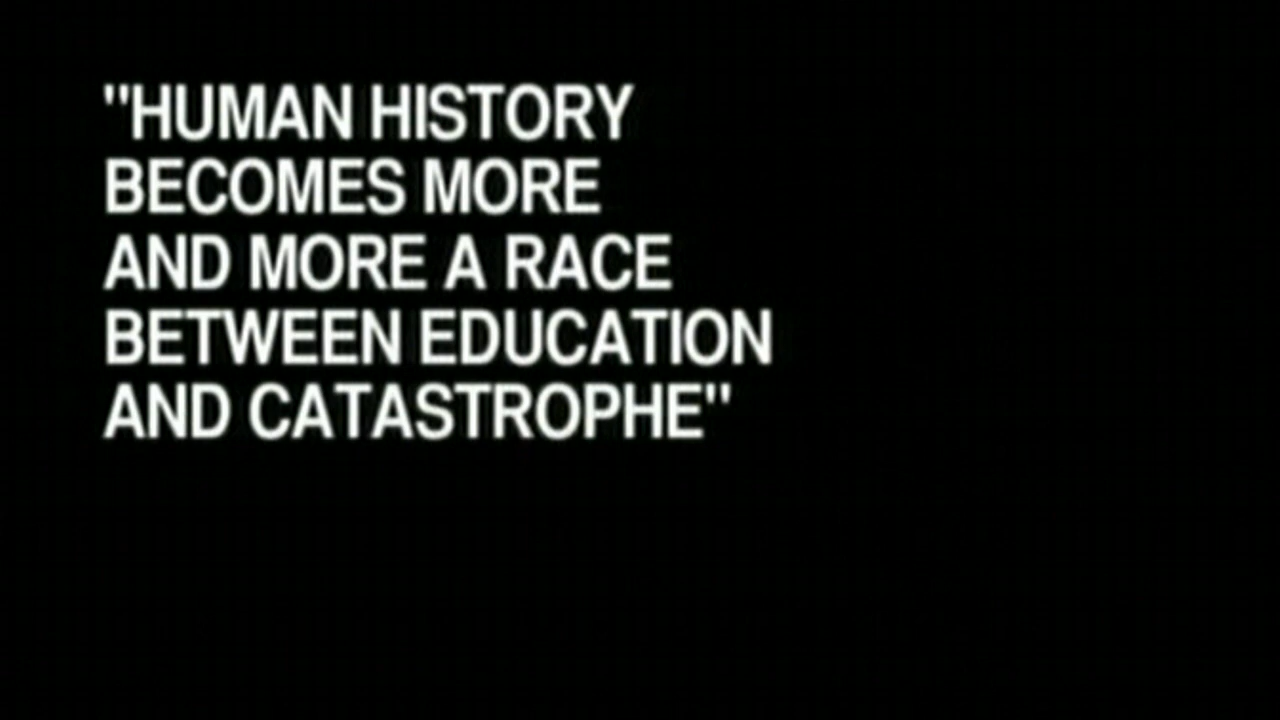 "HUMAN HISTORY
BECOMES MORE
AND MORE A RACE
BETWEEN EDUCATION
AND CATASTROPHE"